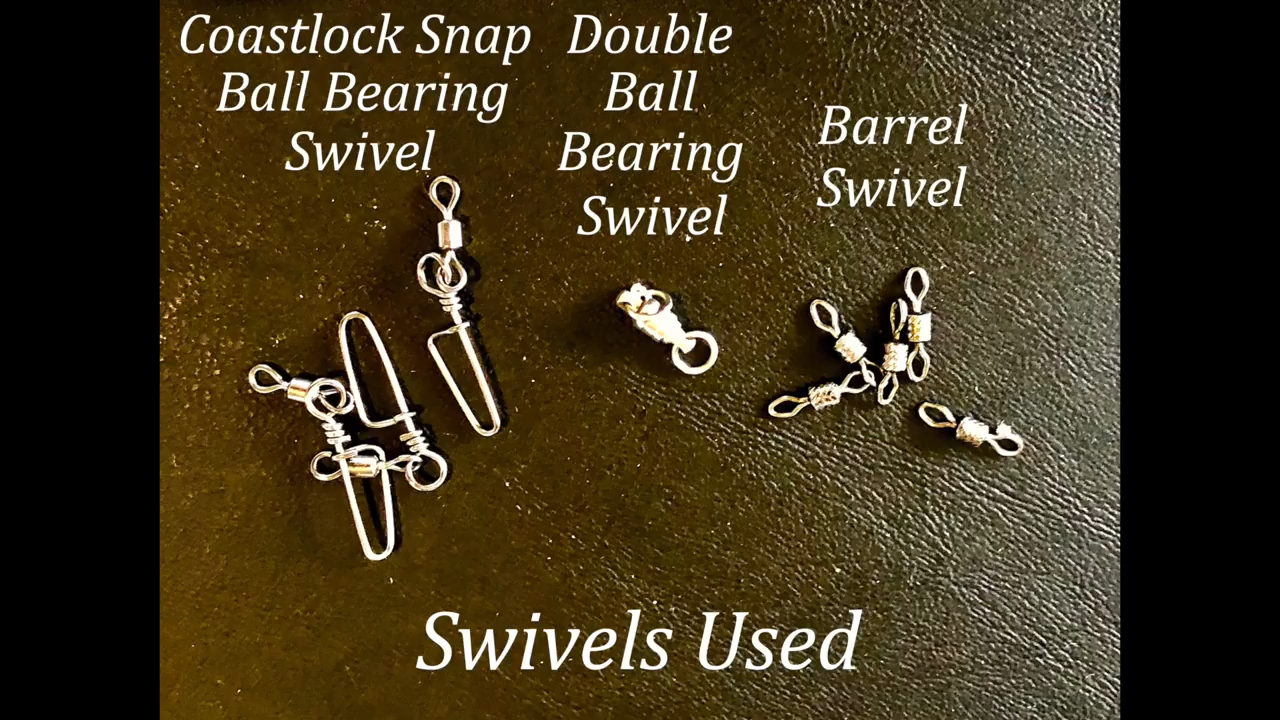 Coastlock Snap
Ball Bearing
Swivel
Double
Ball
Bearing
Swivel
Barrel
Swivel
Swivels Used